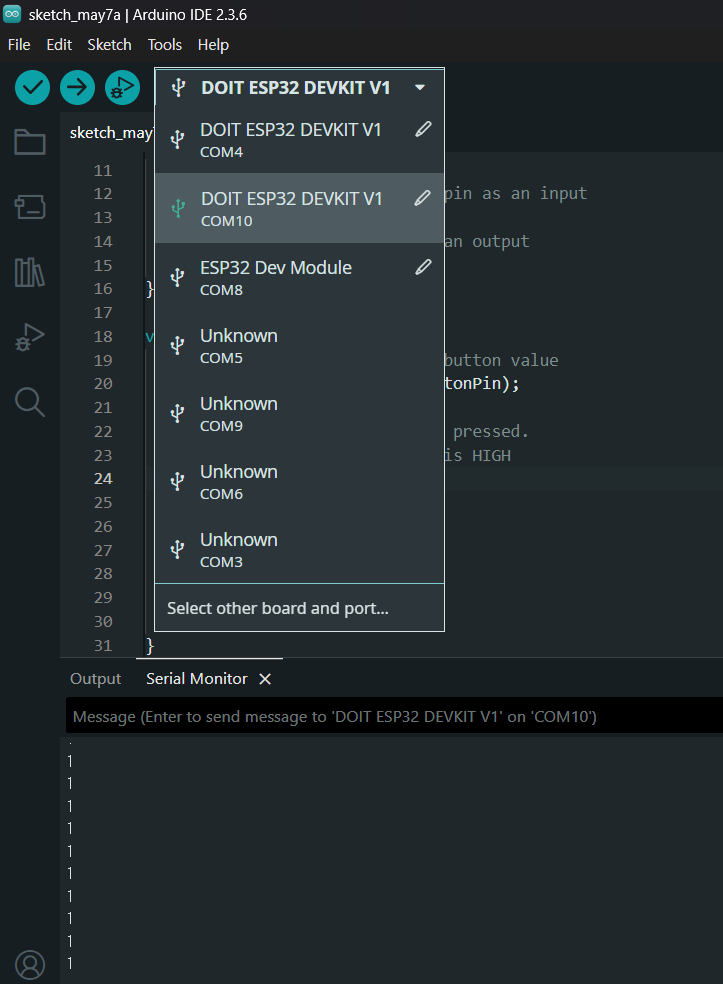 sketch_may7a | Arduino IDE 2.3.6
File Edit Sketch Tools Help
DOIT ESP32 DEVKIT V1
sketch_may
DOIT ESP32 DEVKIT V1
COM4
DOIT ESP32 DEVKIT V1
COM10
ESP32 Dev Module
COM8
Unknown
COM5
Unknown
COM9
Unknown
COM6
Unknown
COM3
Select other board and port...
11
12 pin as an input
13
14 an output
15
16 }
17
18 v
19 button value
20 tonPin);
21
22 pressed.
23 is HIGH
24
25
26
27
28
29
30
31 }
Output Serial Monitor
Message (Enter to send message to 'DOIT ESP32 DEVKIT V1' on 'COM10')
1
1
1
1
1
1
1
1
1
1